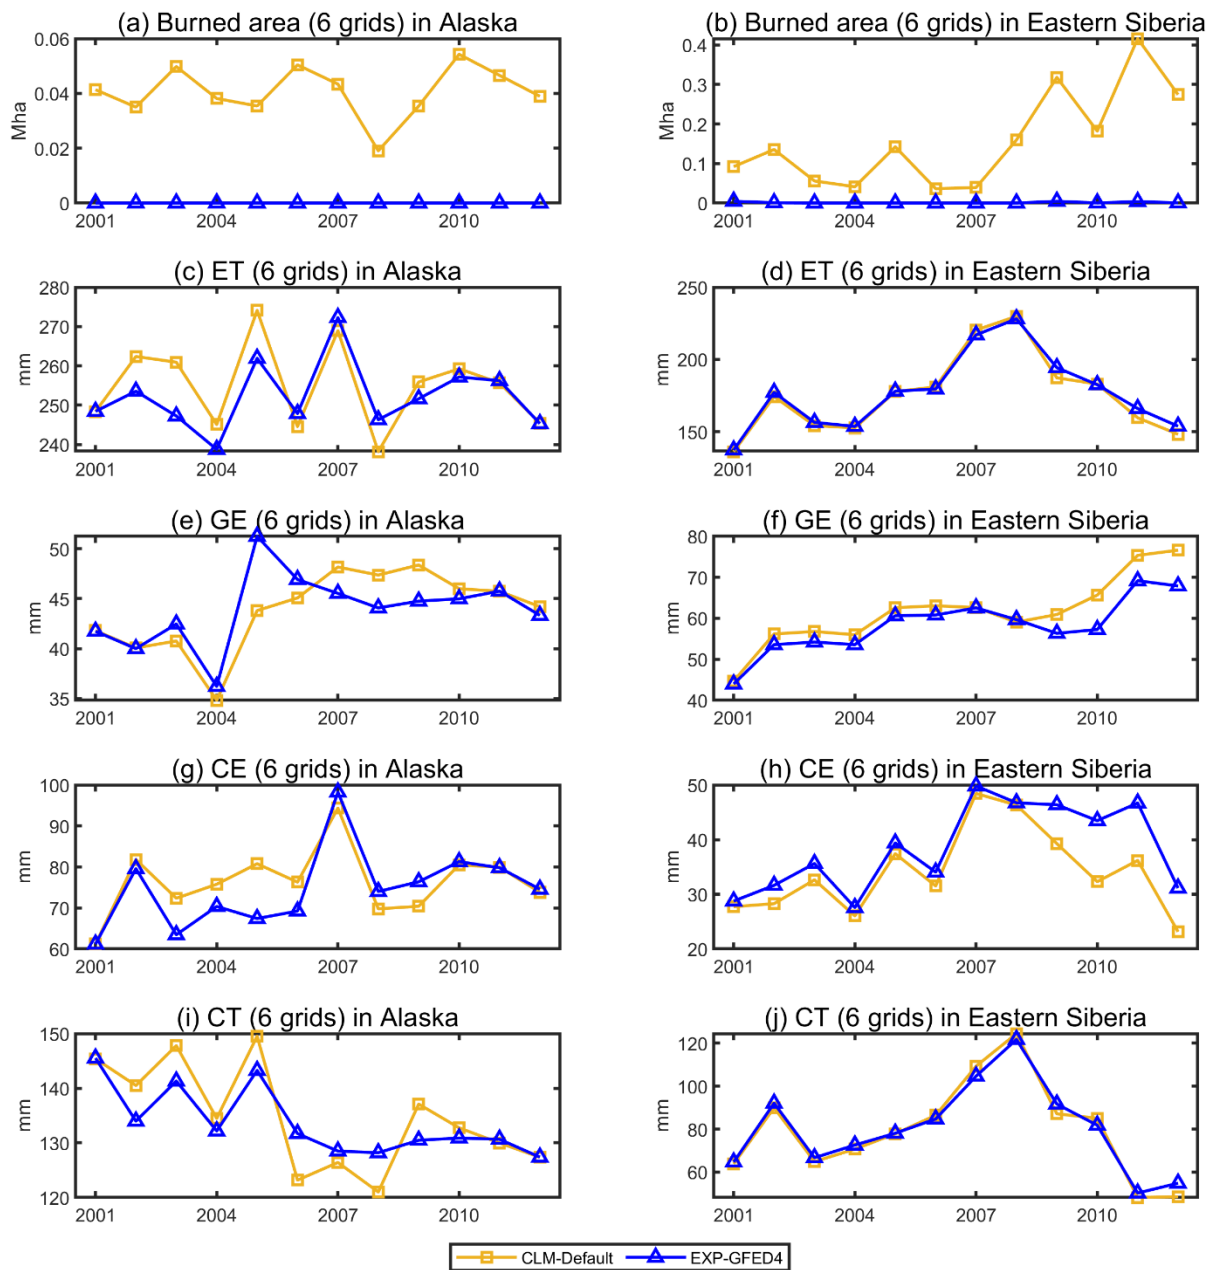 (a) Burned area (6 grids) in Alaska
0.06
0.04
0.02
0
Mha
2001 2004 2007 2010
(b) Burned area (6 grids) in Eastern Siberia
0.4
0.3
0.2
0.1
0
Mha
2001 2004 2007 2010
(c) ET (6 grids) in Alaska
280
270
260
250
240
mm
2001 2004 2007 2010
(d) ET (6 grids) in Eastern Siberia
250
200
150
mm
2001 2004 2007 2010
(e) GE (6 grids) in Alaska
50
45
40
35
mm
2001 2004 2007 2010
(f) GE (6 grids) in Eastern Siberia
80
70
60
50
40
mm
2001 2004 2007 2010
(g) CE (6 grids) in Alaska
100
90
80
70
60
mm
2001 2004 2007 2010
(h) CE (6 grids) in Eastern Siberia
50
40
30
20
mm
2001 2004 2007 2010
(i) CT (6 grids) in Alaska
150
140
130
120
mm
2001 2004 2007 2010
(j) CT (6 grids) in Eastern Siberia
120
100
80
60
mm
2001 2004 2007 2010
CLM-Default EXP-GFED4